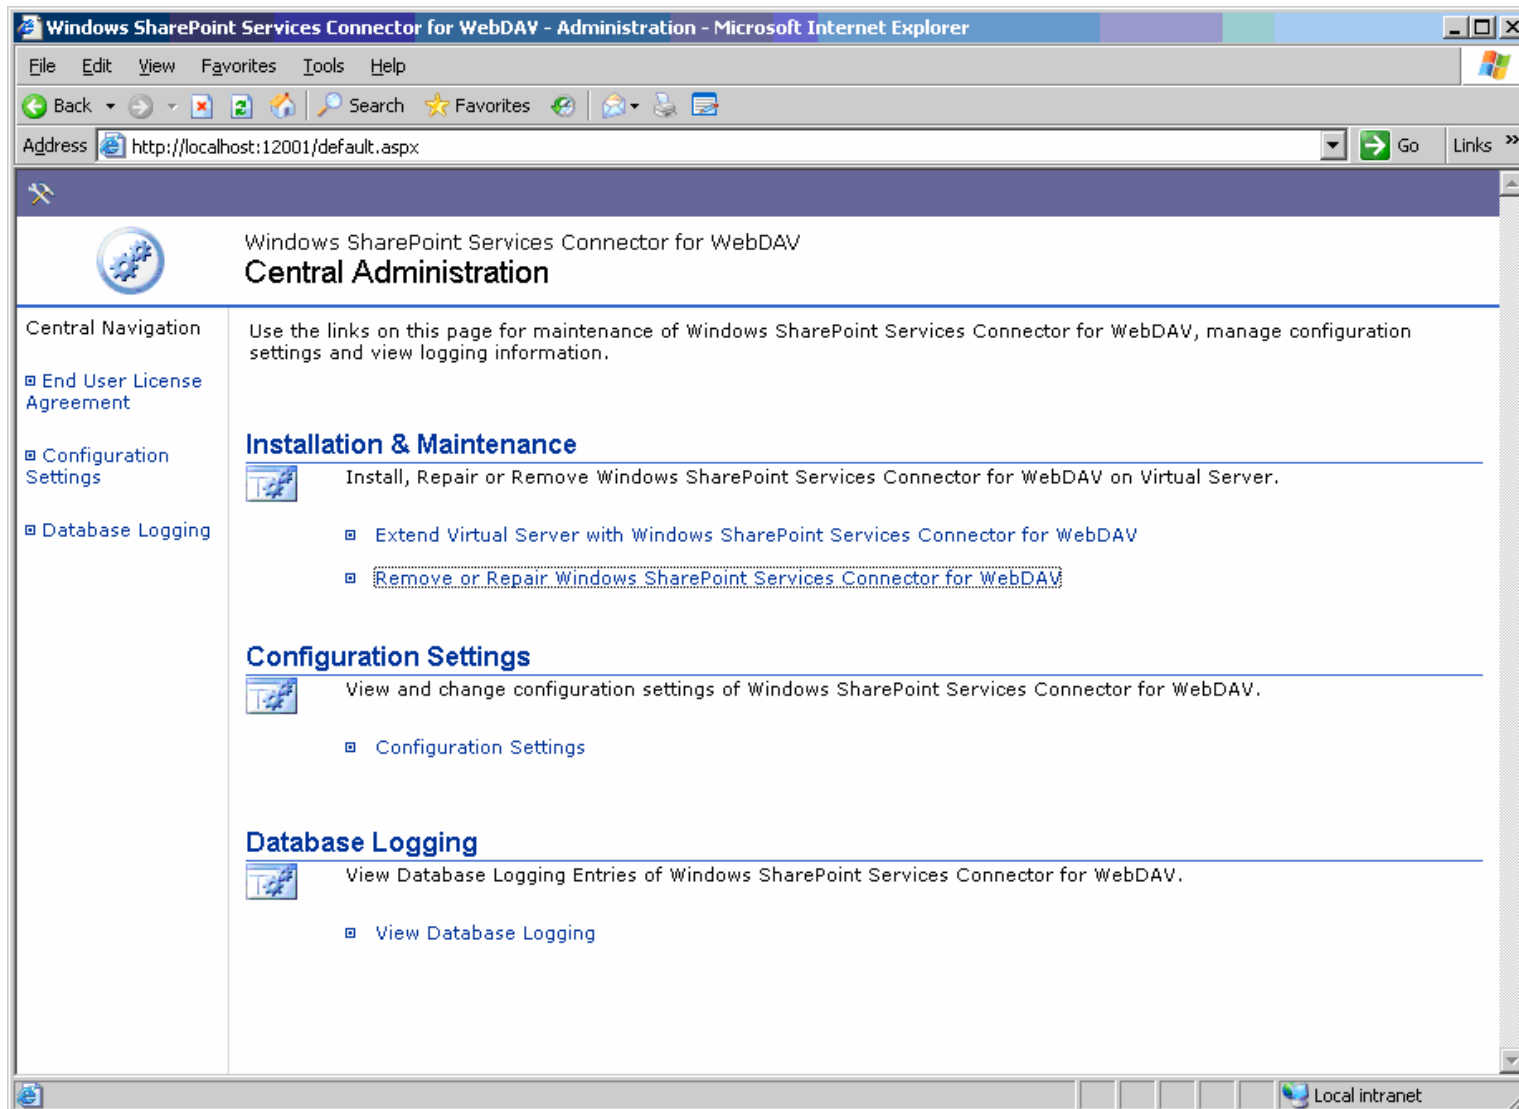 Windows SharePoint Services Connector for WebDAV - Administration - Microsoft Internet Explorer
File Edit View Favorites Tools Help
Back Search Favorites
Address http://localhost:12001/default.aspx Go Links »
Windows SharePoint Services Connector for WebDAV
Central Administration
Central Navigation
End User License
Agreement
Configuration
Settings
Database Logging
Use the links on this page for maintenance of Windows SharePoint Services Connector for WebDAV, manage configuration
settings and view logging information.
Installation & Maintenance
Install, Repair or Remove Windows SharePoint Services Connector for WebDAV on Virtual Server.
Extend Virtual Server with Windows SharePoint Services Connector for WebDAV
Remove or Repair Windows SharePoint Services Connector for WebDAV
Configuration Settings
View and change configuration settings of Windows SharePoint Services Connector for WebDAV.
Configuration Settings
Database Logging
View Database Logging Entries of Windows SharePoint Services Connector for WebDAV.
View Database Logging
Local intranet